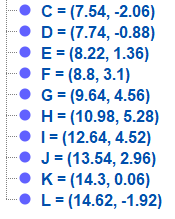 C = (7.54, -2.06)
D = (7.74, -0.88)
E = (8.22, 1.36)
F = (8.8, 3.1)
G = (9.64, 4.56)
H = (10.98, 5.28)
I = (12.64, 4.52)
J = (13.54, 2.96)
K = (14.3, 0.06)
L = (14.62, -1.92)